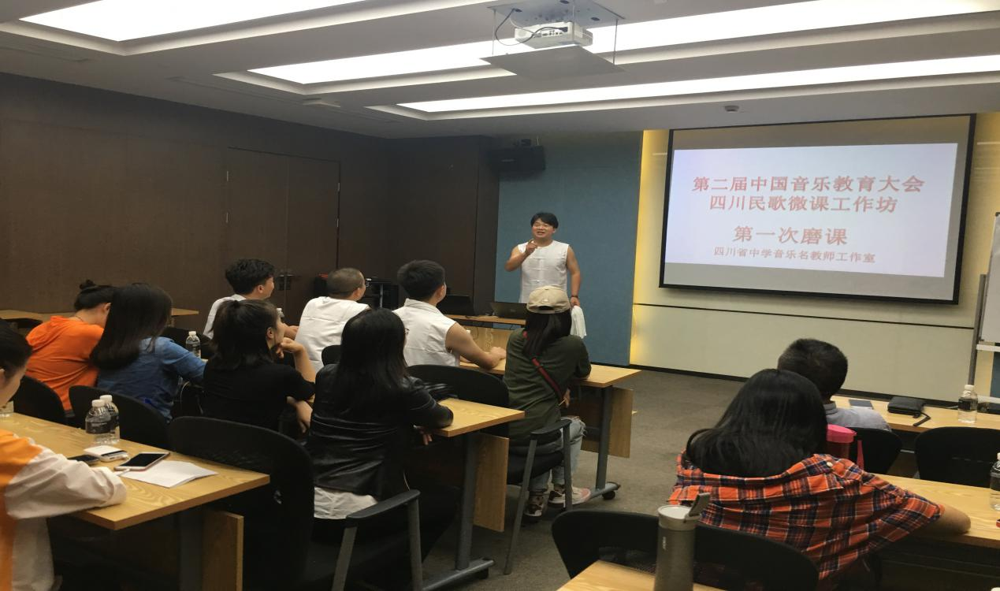 第二届中国音乐教育大会
四川民歌微课工作坊
第一次磨课
四川省中学音乐名教师工作室